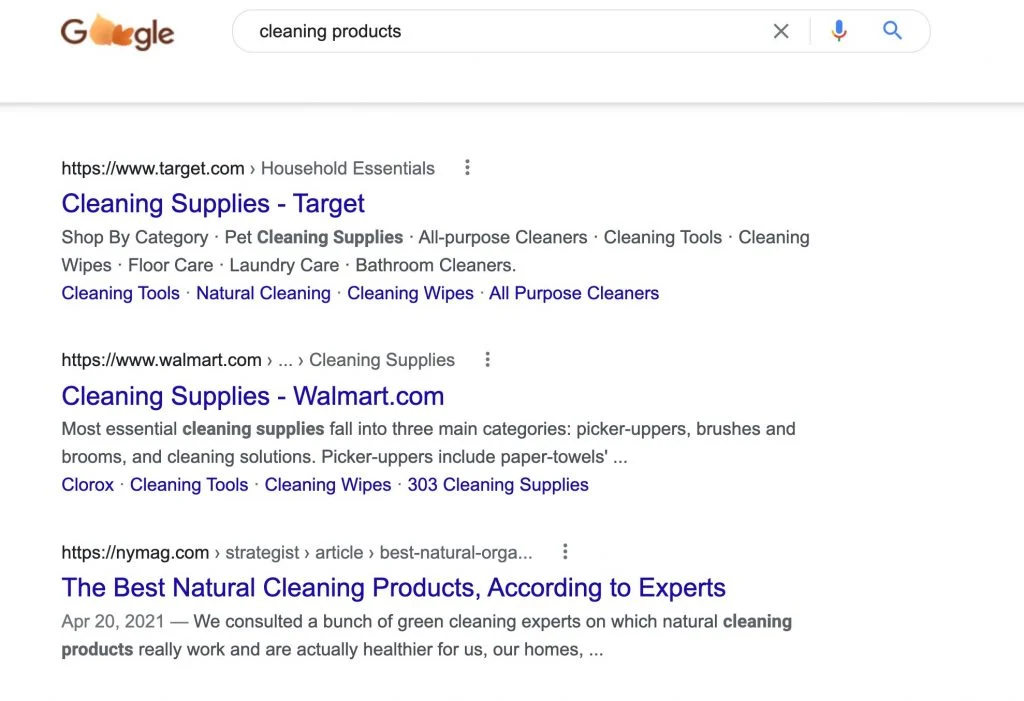 Google
cleaning products
https://www.target.com › Household Essentials
Cleaning Supplies - Target
Shop By Category · Pet Cleaning Supplies · All-purpose Cleaners · Cleaning Tools · Cleaning
Wipes · Floor Care · Laundry Care · Bathroom Cleaners.
Cleaning Tools · Natural Cleaning · Cleaning Wipes · All Purpose Cleaners
https://www.walmart.com › ... › Cleaning Supplies
Cleaning Supplies - Walmart.com
Most essential cleaning supplies fall into three main categories: picker-uppers, brushes and
brooms, and cleaning solutions. Picker-uppers include paper-towels' ...
Clorox · Cleaning Tools · Cleaning Wipes · 303 Cleaning Supplies
https://nymag.com › strategist › article › best-natural-orga...
The Best Natural Cleaning Products, According to Experts
Apr 20, 2021 — We consulted a bunch of green cleaning experts on which natural cleaning
products really work and are actually healthier for us, our homes, ...